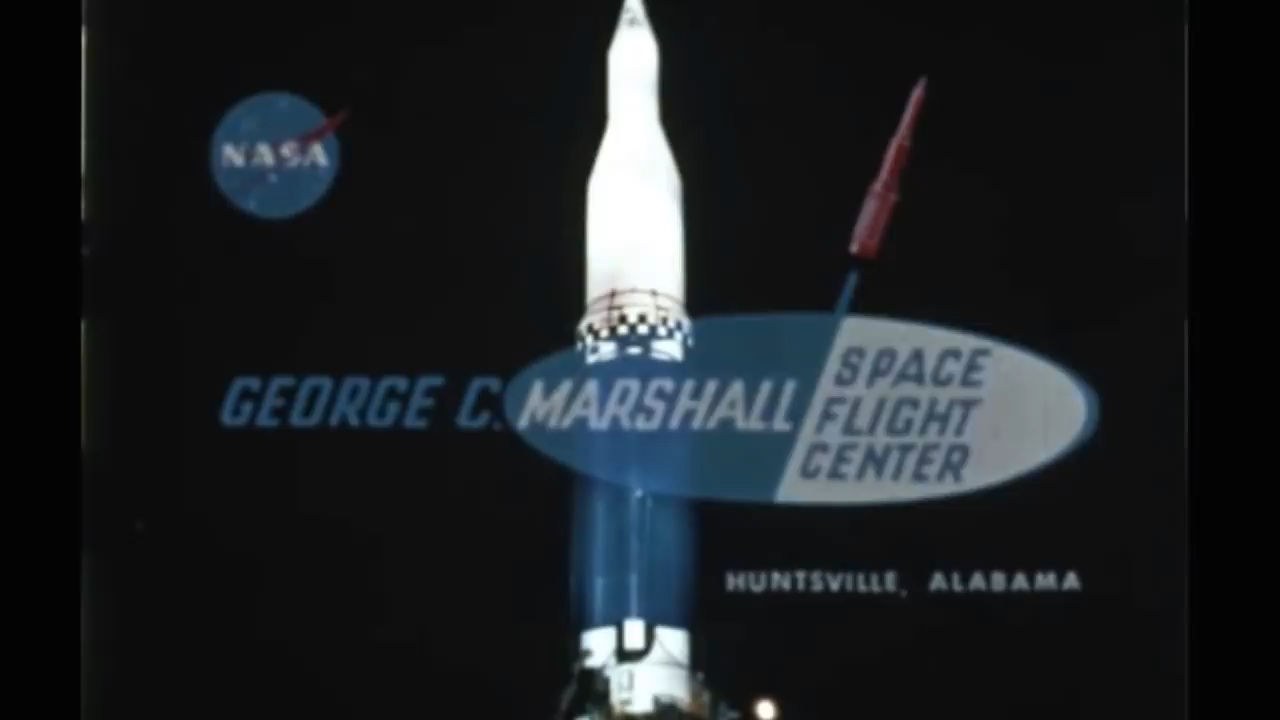 NASA
GEORGE C. MARSHALL
SPACE
FLIGHT
CENTER
HUNTSVILLE, ALABAMA